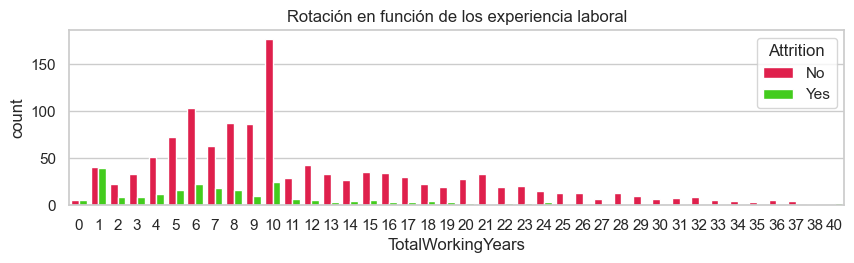 Rotación en función de los experiencia laboral
Attrition
No
Yes
count
150
100
50
0
0 1 2 3 4 5 6 7 8 9 10 11 12 13 14 15 16 17 18 19 20 21 22 23 24 25 26 27 28 29 30 31 32 33 34 35 36 37 38 40
TotalWorkingYears